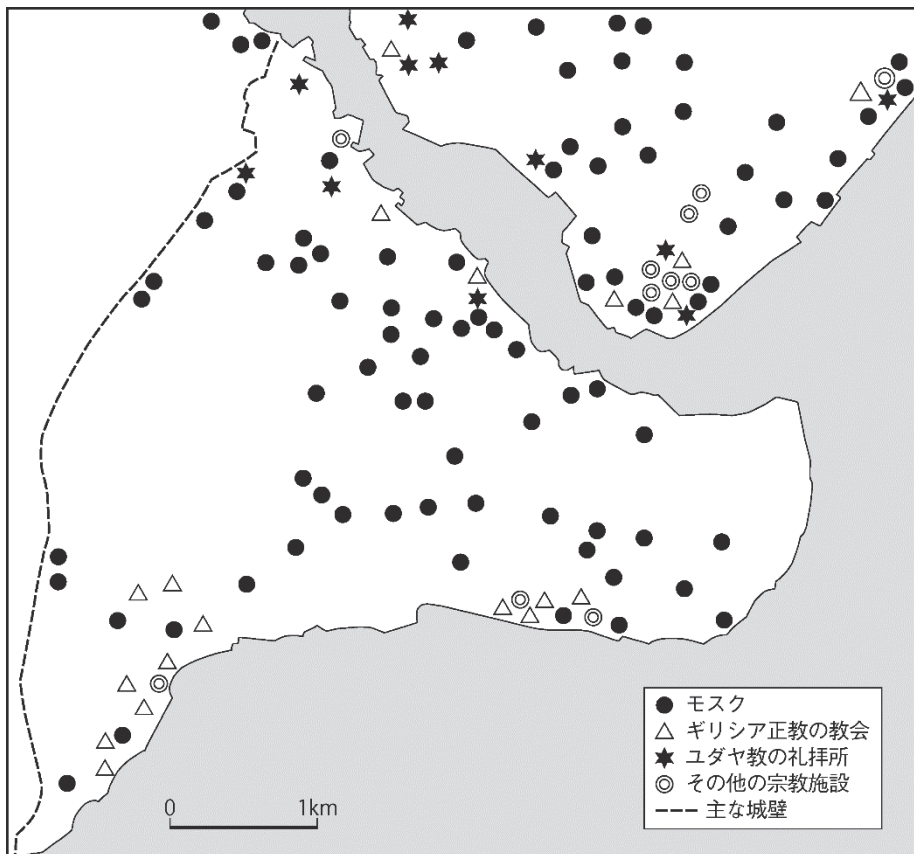 0 1km
モスク
ギリシア正教の教会
ユダヤ教の礼拝所
その他の宗教施設
主な城壁